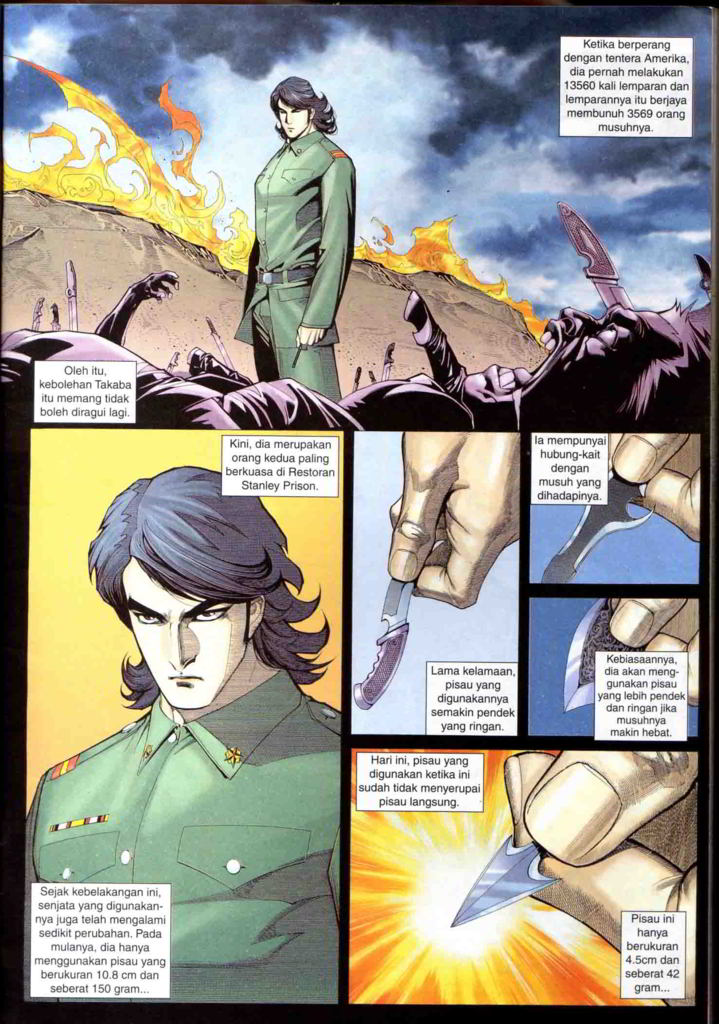 Ketika berperang
dengan tentera Amerika,
dia pernah melakukan
13560 kali lemparan dan
lemparannya itu berjaya
membunuh 3569 orang
musuhnya.
Oleh itu,
kebolehan Takaba
itu memang tidak
boleh diragui lagi.
Kini, dia merupakan
orang kedua paling
berkuasa di Restoran
Stanley Prison.
Sejak kebelakangan ini,
senjata yang digunakan-
nya juga telah mengalami
sedikit perubahan. Pada
mulanya, dia hanya
menggunakan pisau yang
berukuran 10.8 cm dan
seberat 150 gram...
Lama kelamaan,
pisau yang
digunakannya
semakin pendek
yang ringan.
Ia mempunyai
hubung-kait
dengan
musuh yang
dihadapinya.
Kebiasaannya,
dia akan meng-
gunakan pisau
yang lebih pendek
dan ringan jika
musuhnya
makin hebat.
Hari ini, pisau yang
digunakan ketika ini
sudah tidak menyerupai
pisau langsung.
Pisau ini
hanya
berukuran
4.5cm dan
seberat 42
gram...